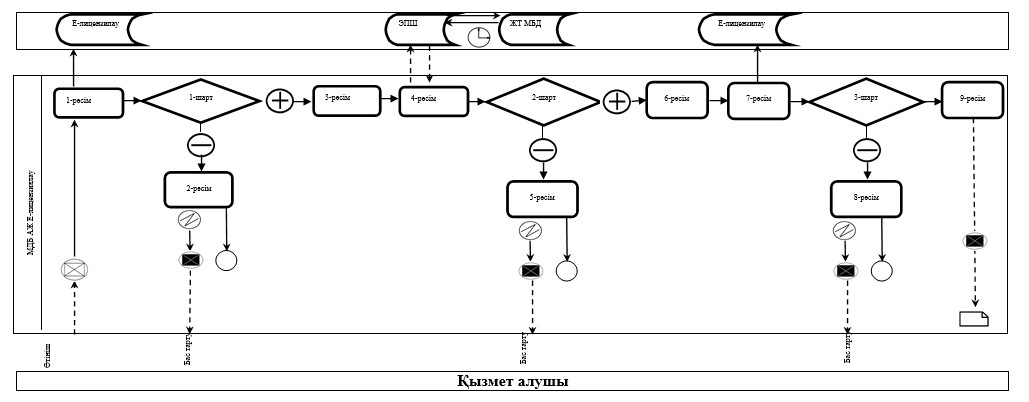 Е-лицензиялау
ЭПШ
ЖТ МБД
Е-лицензиялау
МДБ АЖ Е-лицензиялау
1-рәсім
1-шарт
3-рәсім
4-рәсім
2-шарт
6-рәсім
7-рәсім
3-шарт
9-рәсім
2-рәсім
5-рәсім
8-рәсім
Өтініш
Бас тарту
Бас тарту
Бас тарту
Қызмет алушы